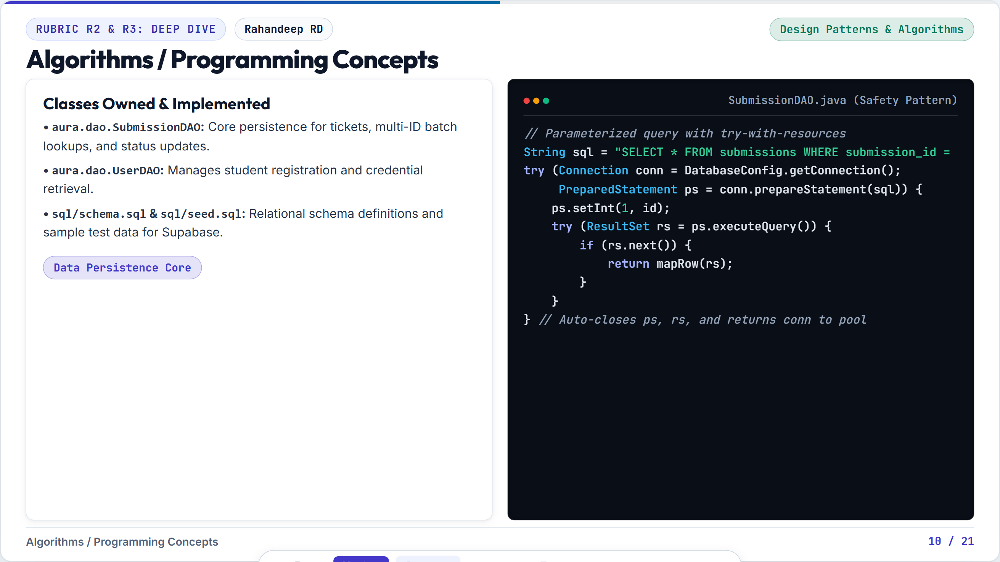 RUBRIC R2 & R3: DEEP DIVE
Rahandeep RD
Design Patterns & Algorithms
Algorithms / Programming Concepts
Classes Owned & Implemented
• aura.dao.SubmissionDAO: Core persistence for tickets, multi-ID batch
lookups, and status updates.
• aura.dao.UserDAO: Manages student registration and credential
retrieval.
• sql/schema.sql & sql/seed.sql: Relational schema definitions and
sample test data for Supabase.
Data Persistence Core
SubmissionDAO.java (Safety Pattern)
// Parameterized query with try-with-resources
String sql = "SELECT * FROM submissions WHERE submission_id =
try (Connection conn = DatabaseConfig.getConnection();
     PreparedStatement ps = conn.prepareStatement(sql)) {
    ps.setInt(1, id);
    try (ResultSet rs = ps.executeQuery()) {
        if (rs.next()) {
            return mapRow(rs);
        }
    }
} // Auto-closes ps, rs, and returns conn to pool
Algorithms / Programming Concepts
10 / 21